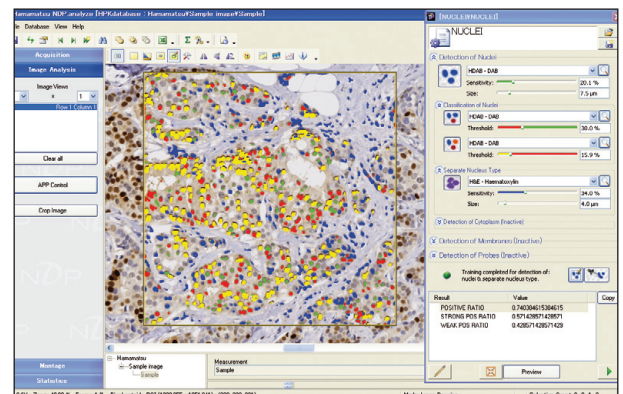 Hamamatsu NDP.analyze [HPKdatabase : Hamamatsu\Sample image\Sample]
File Database View Help
Acquisition
Image Analysis
Image Views
1
Row 1 Column 1
Clear all
APP Control
Crop Image
Montage
Statistics
Hamamatsu
Sample image
Sample
Measurement
Sample
[NUCLEI\NUCLEI]
NUCLEI
Detection of Nuclei
HDAB - DAB
Sensitivity: 20.1 %
Size: 7.5 µm
Classification of Nuclei
HDAB - DAB
Threshold: 30.0 %
HDAB - DAB
Threshold: 15.9 %
Separate Nucleus Type
H&E - Haematoxylin
Sensitivity: 34.0 %
Size: 4.0 µm
Detection of Cytoplasm (Inactive)
Detection of Membranes (Inactive)
Detection of Probes (Inactive)
Training completed for detection of:
nuclei & separate nucleus type.
Result Value
Copy
POSITIVE RATIO 0.740384615384615
STRONG POS RATIO 0.571428571428571
WEAK POS RATIO 0.428571428571429
Preview